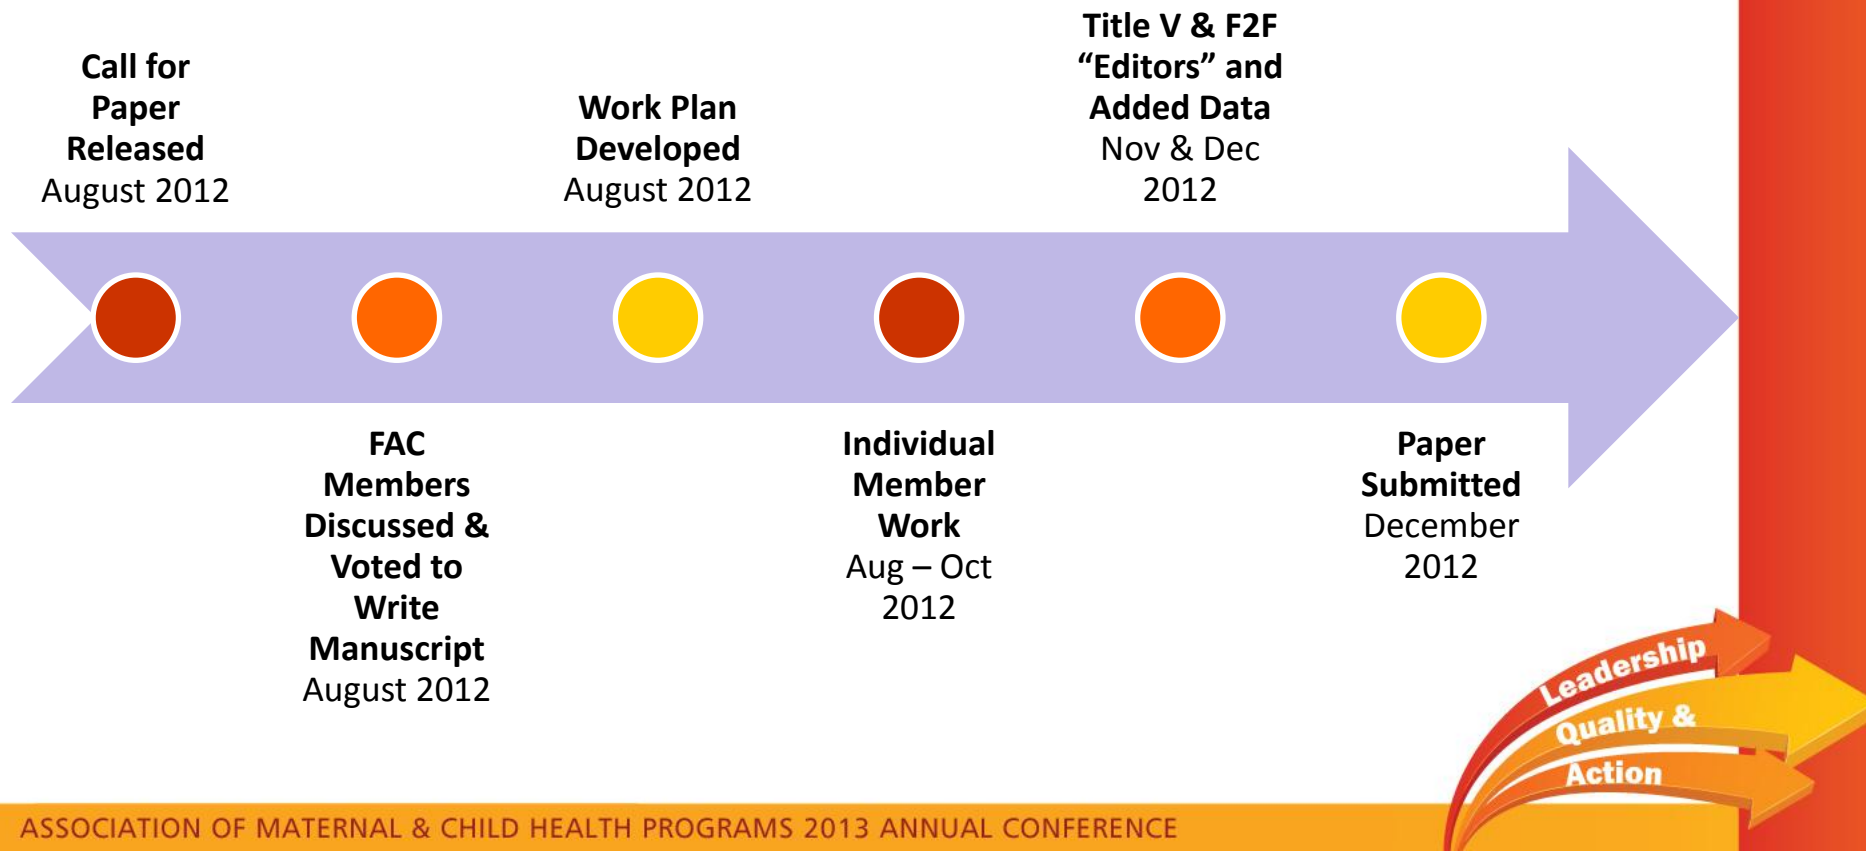 Call for
Paper
Released
August 2012
FAC
Members
Discussed &
Voted to
Write
Manuscript
August 2012
Work Plan
Developed
August 2012
Individual
Member
Work
Aug – Oct
2012
Title V & F2F
“Editors” and
Added Data
Nov & Dec
2012
Paper
Submitted
December
2012
Leadership
Quality &
Action
ASSOCIATION OF MATERNAL & CHILD HEALTH PROGRAMS 2013 ANNUAL CONFERENCE